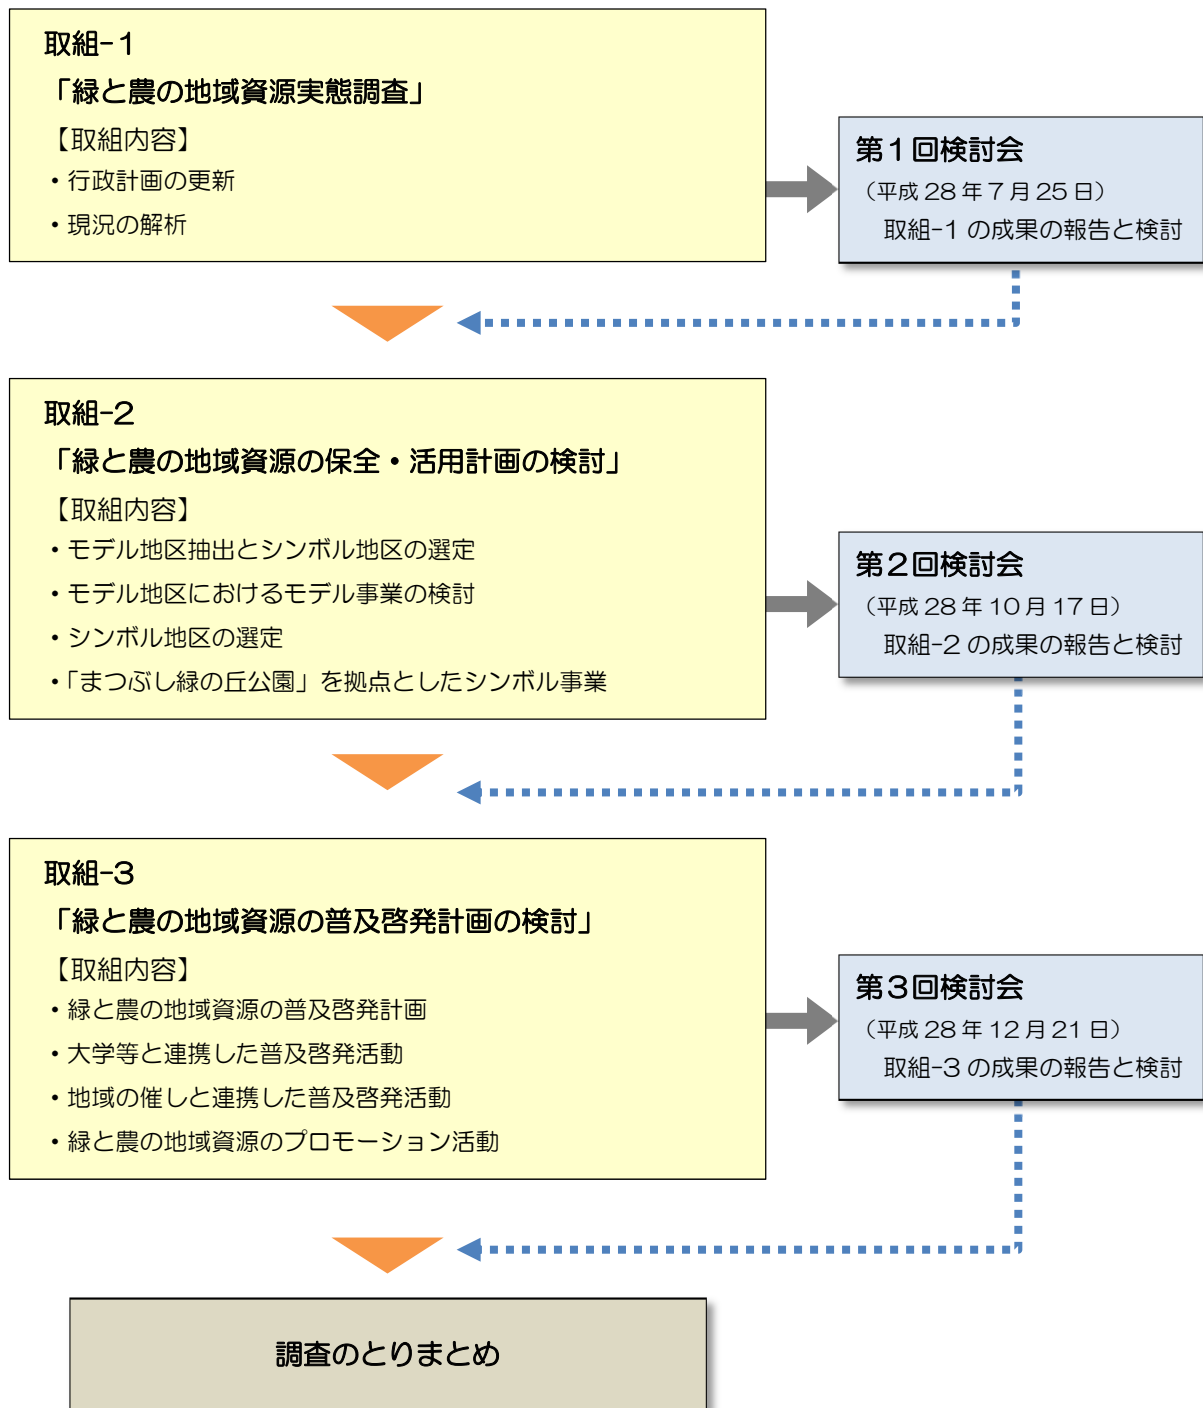 取組-1
「緑と農の地域資源実態調査」
【取組内容】
・行政計画の更新
・現況の解析
第1回検討会
（平成28年7月25日）
取組-1の成果の報告と検討
取組-2
「緑と農の地域資源の保全・活用計画の検討」
【取組内容】
・モデル地区抽出とシンボル地区の選定
・モデル地区におけるモデル事業の検討
・シンボル地区の選定
・「まつぶし緑の丘公園」を拠点としたシンボル事業
第2回検討会
（平成28年10月17日）
取組-2の成果の報告と検討
取組-3
「緑と農の地域資源の普及啓発計画の検討」
【取組内容】
・緑と農の地域資源の普及啓発計画
・大学等と連携した普及啓発活動
・地域の催しと連携した普及啓発活動
・緑と農の地域資源のプロモーション活動
第3回検討会
（平成28年12月21日）
取組-3の成果の報告と検討
調査のとりまとめ